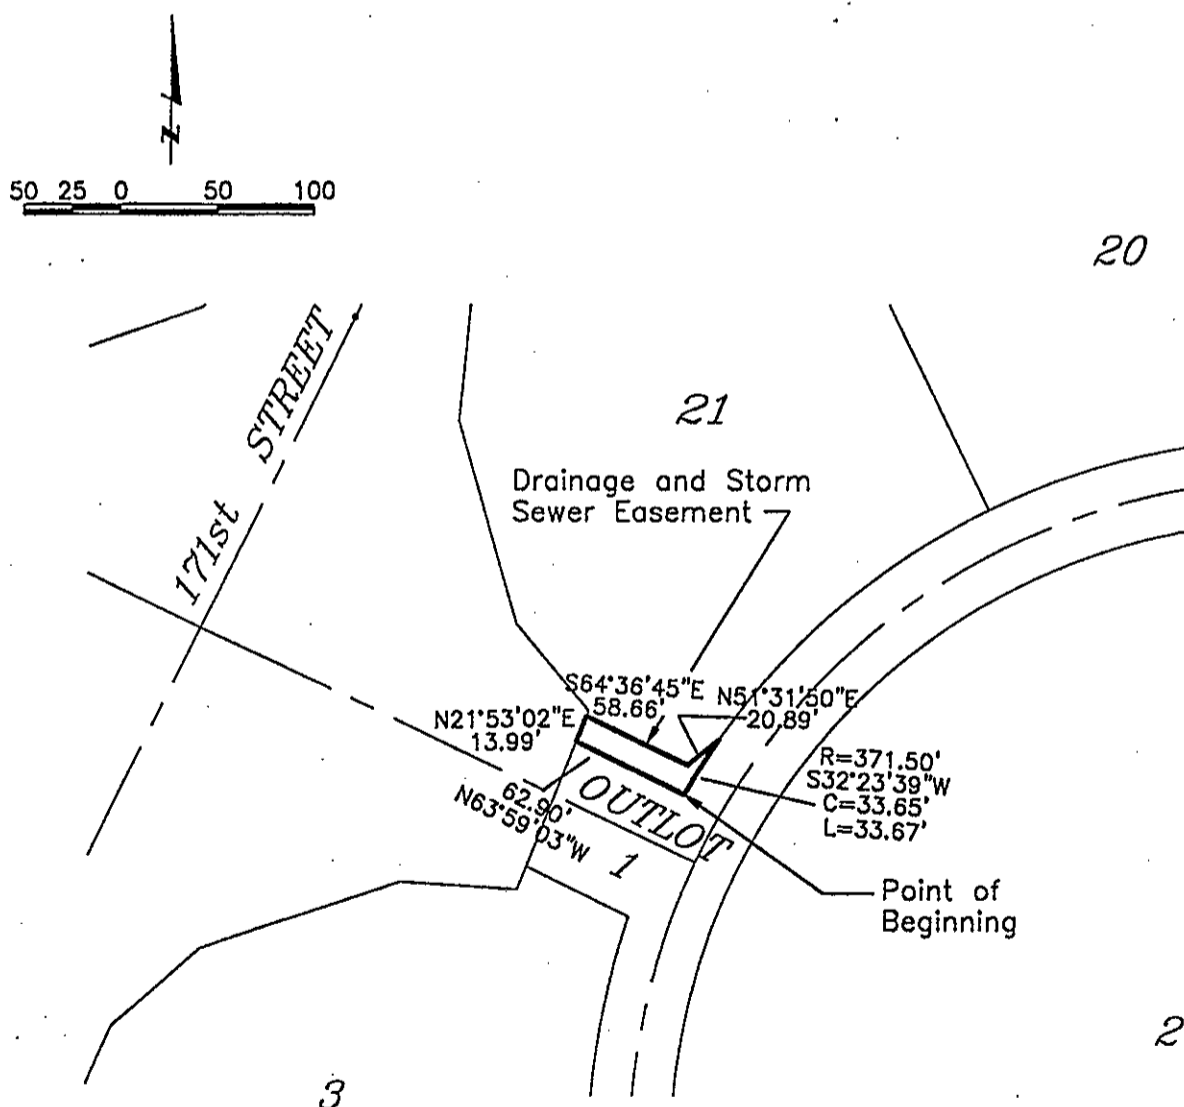 N
50 25 0 50 100
20
171st STREET
21
Drainage and Storm
Sewer Easement
S64°36'45"E
58.66'
N51°31'50"E
20.89'
N21°53'02"E
13.99'
R=371.50'
S32°23'39"W
C=33.65'
L=33.67'
62.90'
N63°59'03"W
OUTLOT
1
Point of
Beginning
2
3